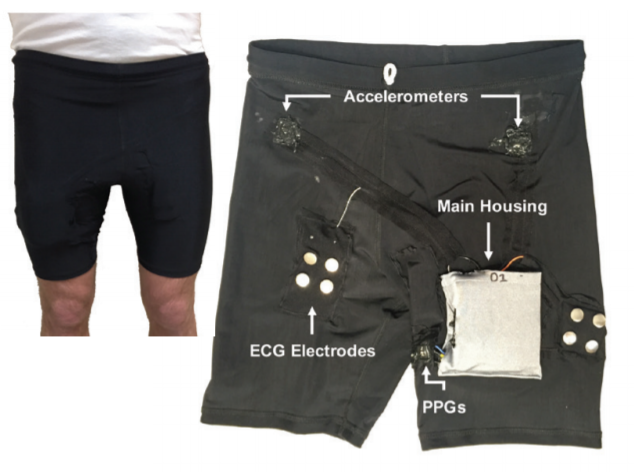 Accelerometers
Main Housing
01
ECG Electrodes
PPGs